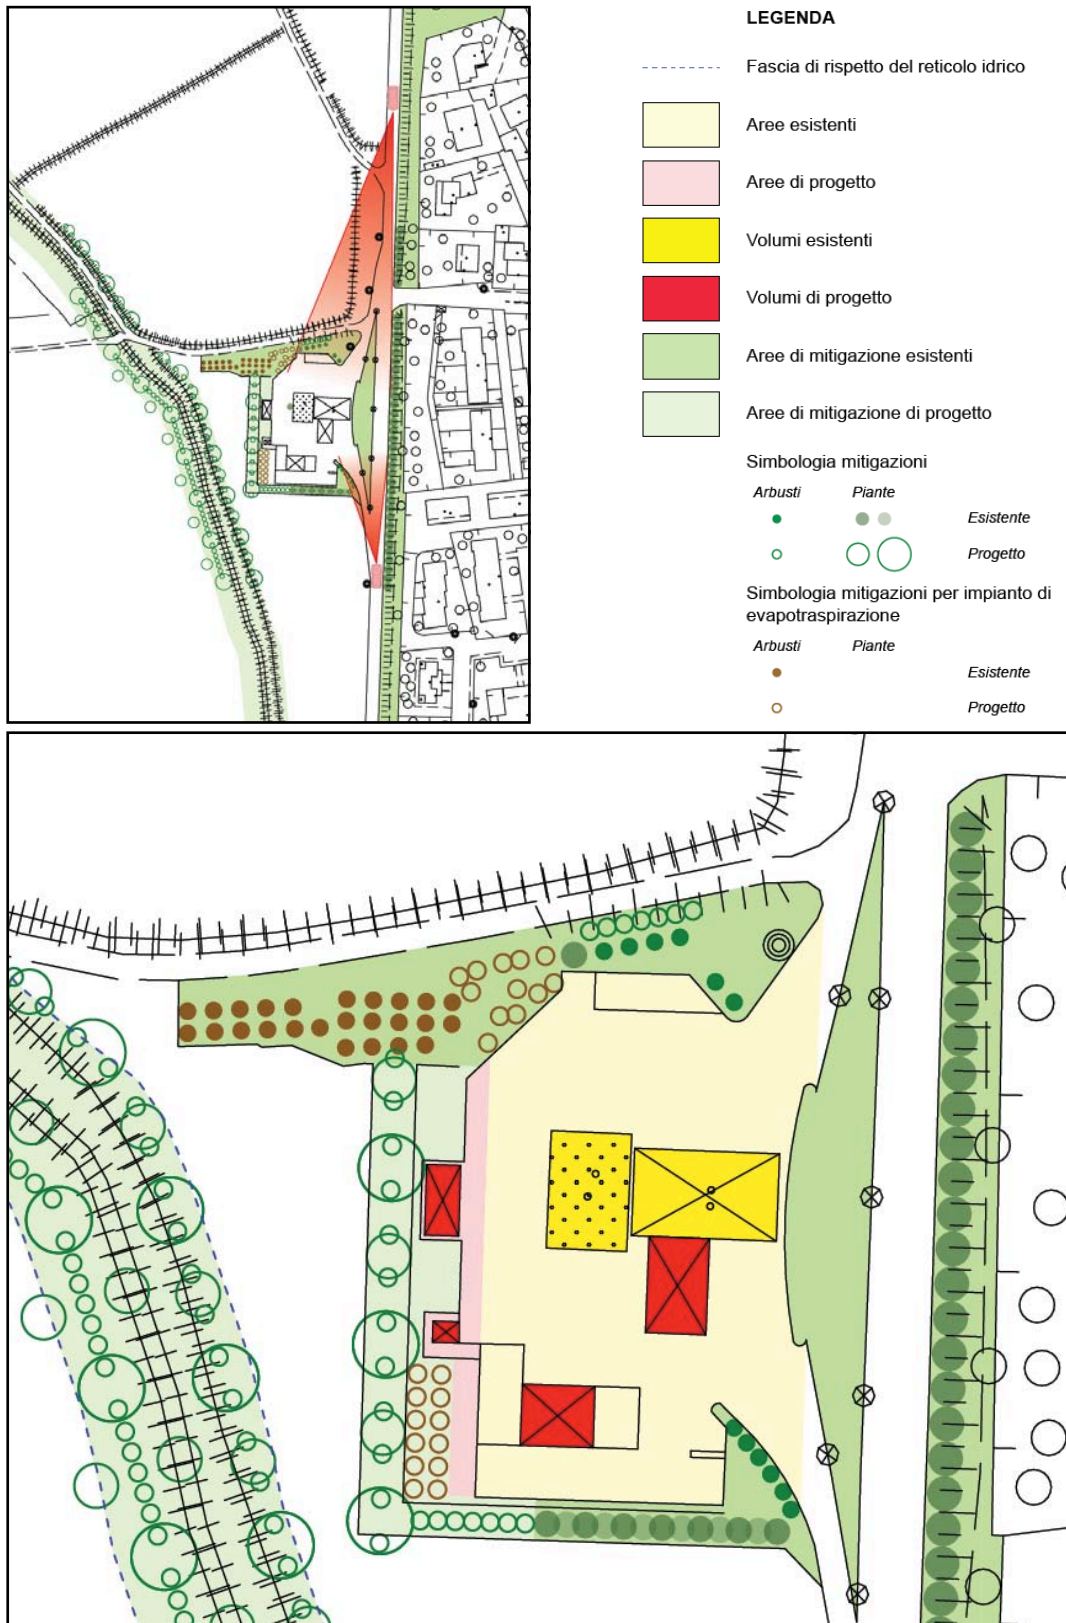 LEGENDA
Fascia di rispetto del reticolo idrico
Aree esistenti
Aree di progetto
Volumi esistenti
Volumi di progetto
Aree di mitigazione esistenti
Aree di mitigazione di progetto
Simbologia mitigazioni
Arbusti Piante
Esistente
Progetto
Simbologia mitigazioni per impianto di
evapotraspirazione
Arbusti Piante
Esistente
Progetto